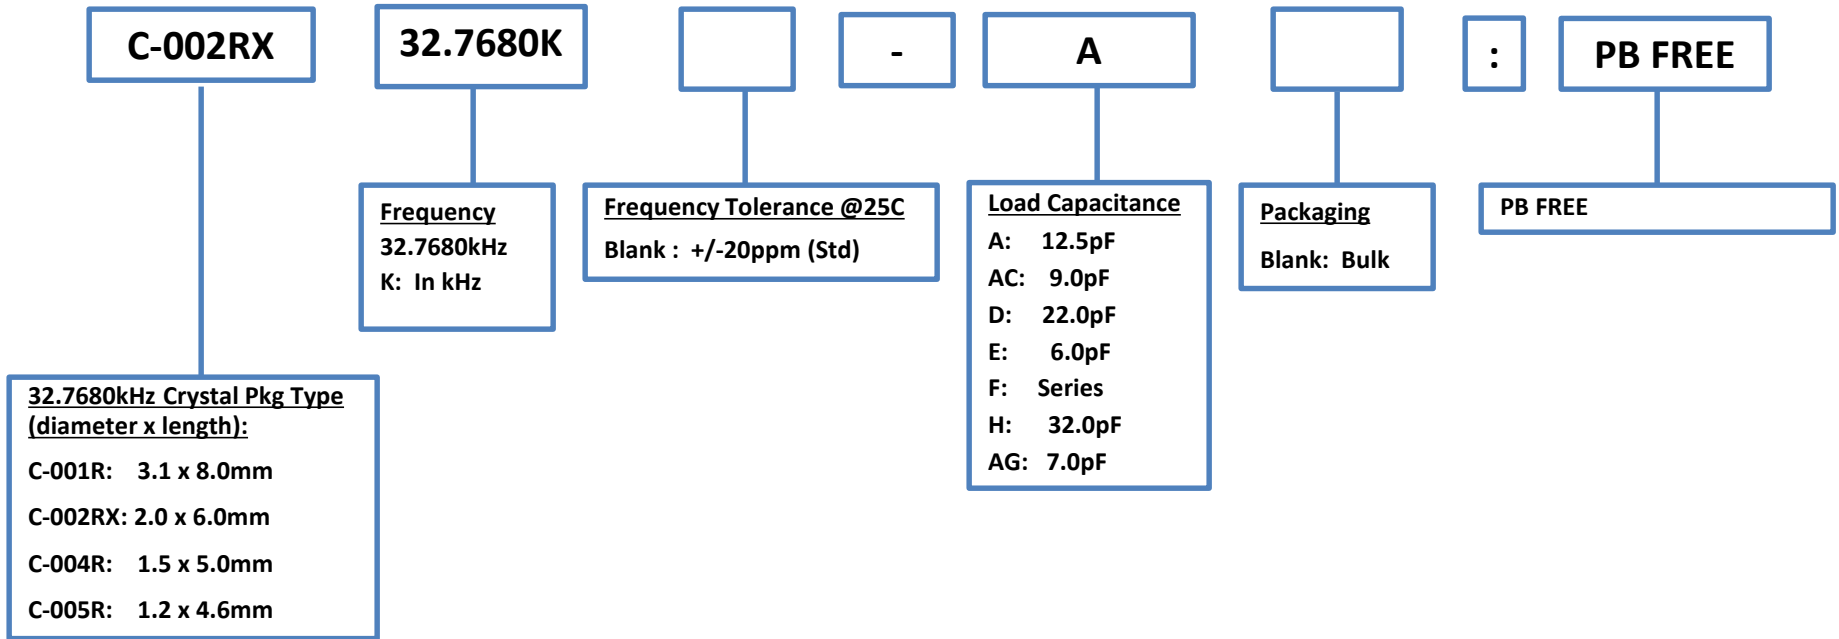 C-002RX
32.7680K
-
A
:
PB FREE
Frequency
32.7680kHz
K: In kHz
Frequency Tolerance @25C
Blank : +/-20ppm (Std)
Load Capacitance
A: 12.5pF
AC: 9.0pF
D: 22.0pF
E: 6.0pF
F: Series
H: 32.0pF
AG: 7.0pF
Packaging
Blank: Bulk
PB FREE
32.7680kHz Crystal Pkg Type
(diameter x length):
C-001R: 3.1 x 8.0mm
C-002RX: 2.0 x 6.0mm
C-004R: 1.5 x 5.0mm
C-005R: 1.2 x 4.6mm